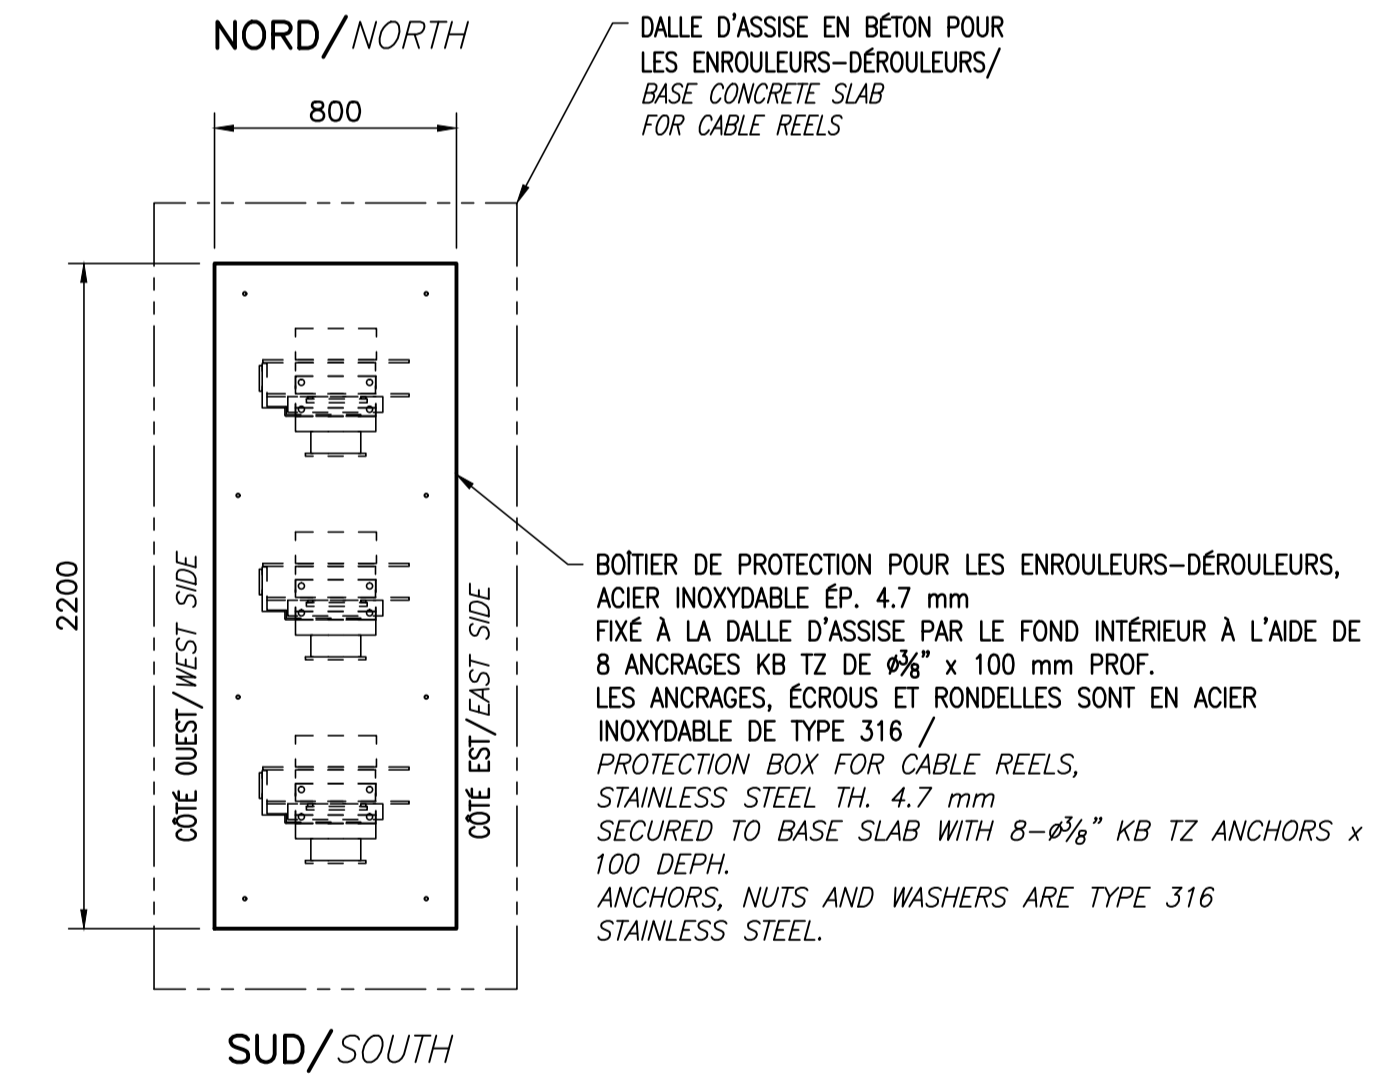 NORD/NORTH
DALLE D'ASSISE EN BÉTON POUR
LES ENROULEURS-DÉROULEURS/
BASE CONCRETE SLAB
FOR CABLE REELS
800
2200
CÔTÉ OUEST/WEST SIDE
CÔTÉ EST/EAST SIDE
BOÎTIER DE PROTECTION POUR LES ENROULEURS-DÉROULEURS,
ACIER INOXYDABLE ÉP. 4.7 mm
FIXÉ À LA DALLE D'ASSISE PAR LE FOND INTÉRIEUR À L'AIDE DE
8 ANCRAGES KB TZ DE ø3/8" x 100 mm PROF.
LES ANCRAGES, ÉCROUS ET RONDELLES SONT EN ACIER
INOXYDABLE DE TYPE 316 /
PROTECTION BOX FOR CABLE REELS,
STAINLESS STEEL TH. 4.7 mm
SECURED TO BASE SLAB WITH 8-ø3/8" KB TZ ANCHORS x
100 DEPH.
ANCHORS, NUTS AND WASHERS ARE TYPE 316
STAINLESS STEEL.
SUD/SOUTH